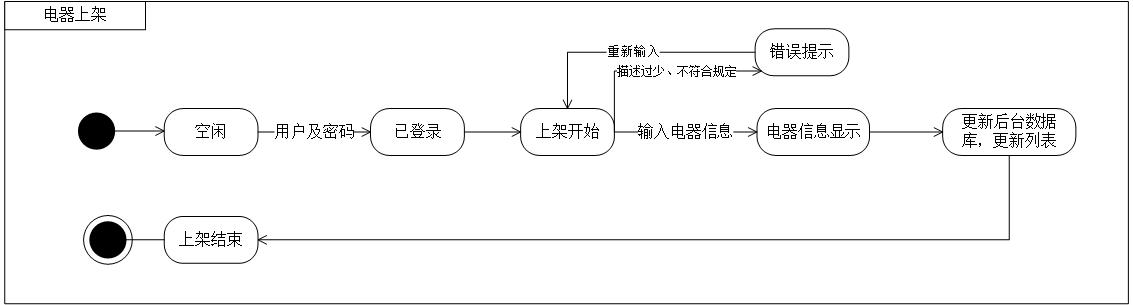 电器上架
重新输入
错误提示
描述过少、不符合规定
空闲
用户及密码
已登录
上架开始
输入电器信息
电器信息显示
更新后台数据
库，更新列表
上架结束